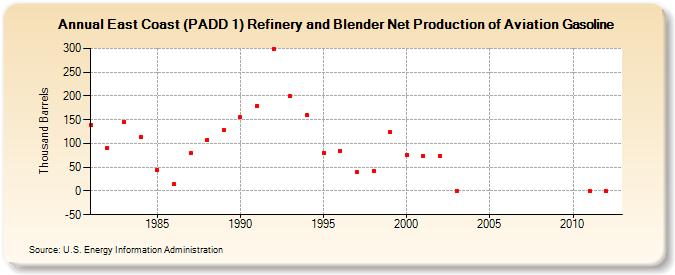 Annual East Coast (PADD 1) Refinery and Blender Net Production of Aviation Gasoline
Thousand Barrels
300
250
200
150
100
50
0
-50
1985 1990 1995 2000 2005 2010
Source: U.S. Energy Information Administration